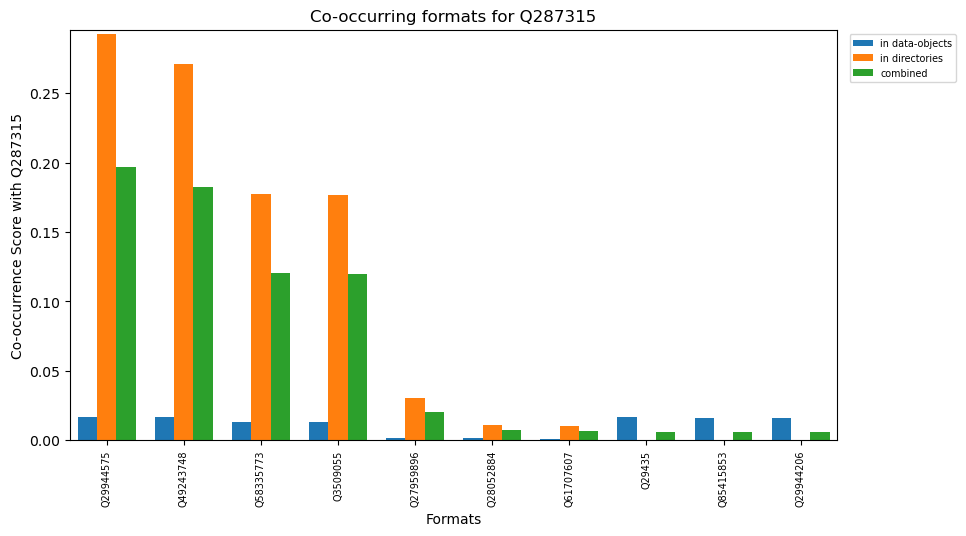 Co-occurring formats for Q287315
in data-objects
in directories
combined
Co-occurrence Score with Q287315
0.25
0.20
0.15
0.10
0.05
0.00
Q29944575
Q49243748
Q58335773
Q3509055
Q27959896
Q28052884
Q61707607
Q29435
Q85415853
Q29944206
Formats